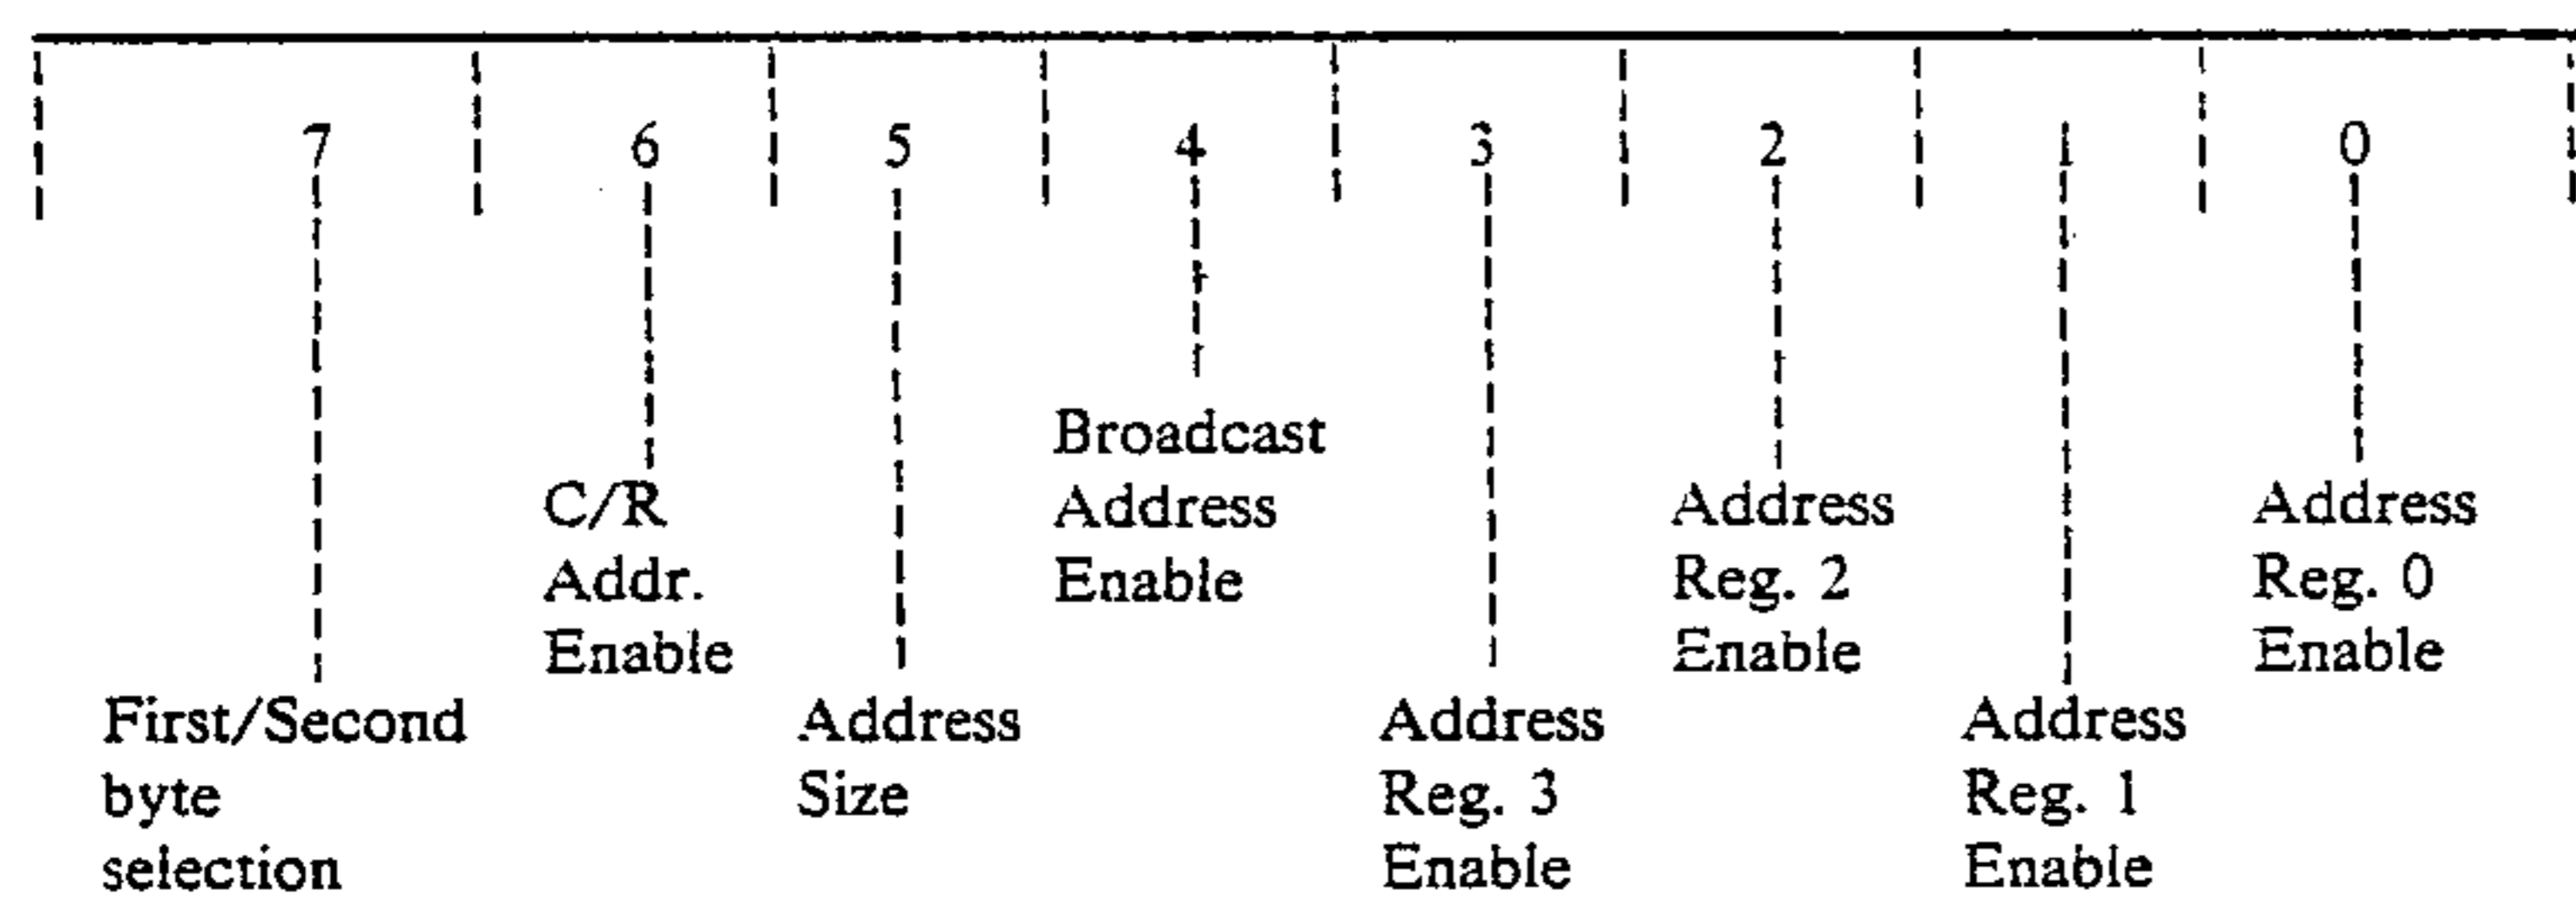 7 6 5 4 3 2 1 0
Broadcast
Address
Enable
C/R
Addr.
Enable
Address
Reg. 2
Enable
Address
Reg. 0
Enable
First/Second
byte
selection
Address
Size
Address
Reg. 3
Enable
Address
Reg. 1
Enable